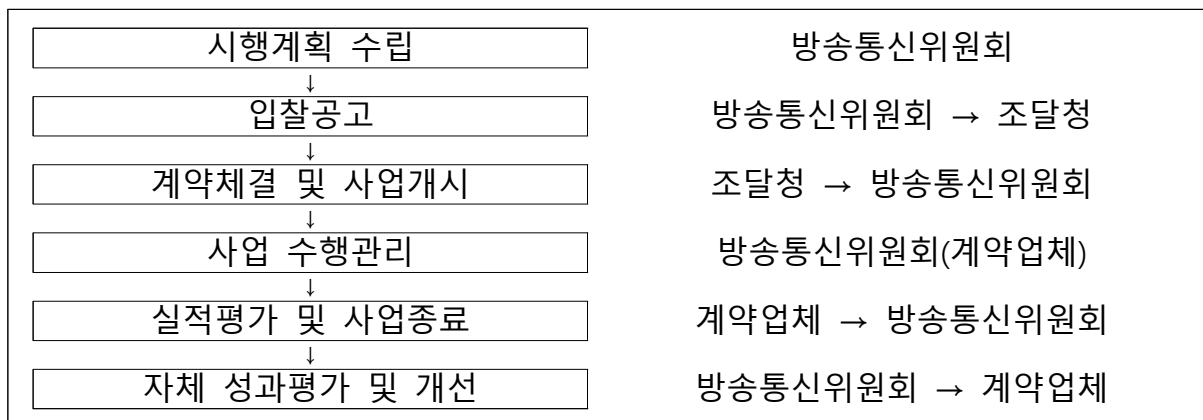 시행계획 수립 방송통신위원회
↓
입찰공고 방송통신위원회 → 조달청
↓
계약체결 및 사업개시 조달청 → 방송통신위원회
↓
사업 수행관리 방송통신위원회(계약업체)
↓
실적평가 및 사업종료 계약업체 → 방송통신위원회
↓
자체 성과평가 및 개선 방송통신위원회 → 계약업체